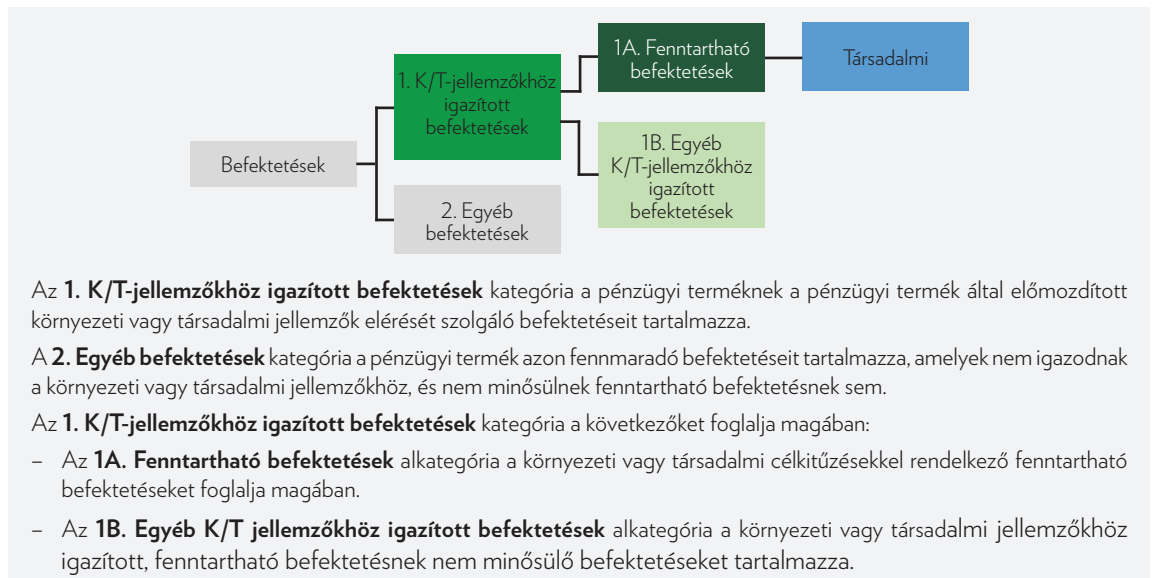 1A. Fenntartható
befektetések
Társadalmi
1. K/T-jellemzőkhöz
igazított
befektetések
1B. Egyéb
K/T-jellemzőkhöz
igazított
befektetések
Befektetések
2. Egyéb
befektetések
Az 1. K/T-jellemzőkhöz igazított befektetések kategória a pénzügyi terméknek a pénzügyi termék által előmozdított
környezeti vagy társadalmi jellemzők elérését szolgáló befektetéseit tartalmazza.
A 2. Egyéb befektetések kategória a pénzügyi termék azon fennmaradó befektetéseit tartalmazza, amelyek nem igazodnak
a környezeti vagy társadalmi jellemzőkhöz, és nem minősülnek fenntartható befektetésnek sem.
Az 1. K/T-jellemzőkhöz igazított befektetések kategória a következőket foglalja magában:
– Az 1A. Fenntartható befektetések alkategória a környezeti vagy társadalmi célkitűzésekkel rendelkező fenntartható
befektetéseket foglalja magában.
– Az 1B. Egyéb K/T jellemzőkhöz igazított befektetések alkategória a környezeti vagy társadalmi jellemzőkhöz
igazított, fenntartható befektetésnek nem minősülő befektetéseket tartalmazza.